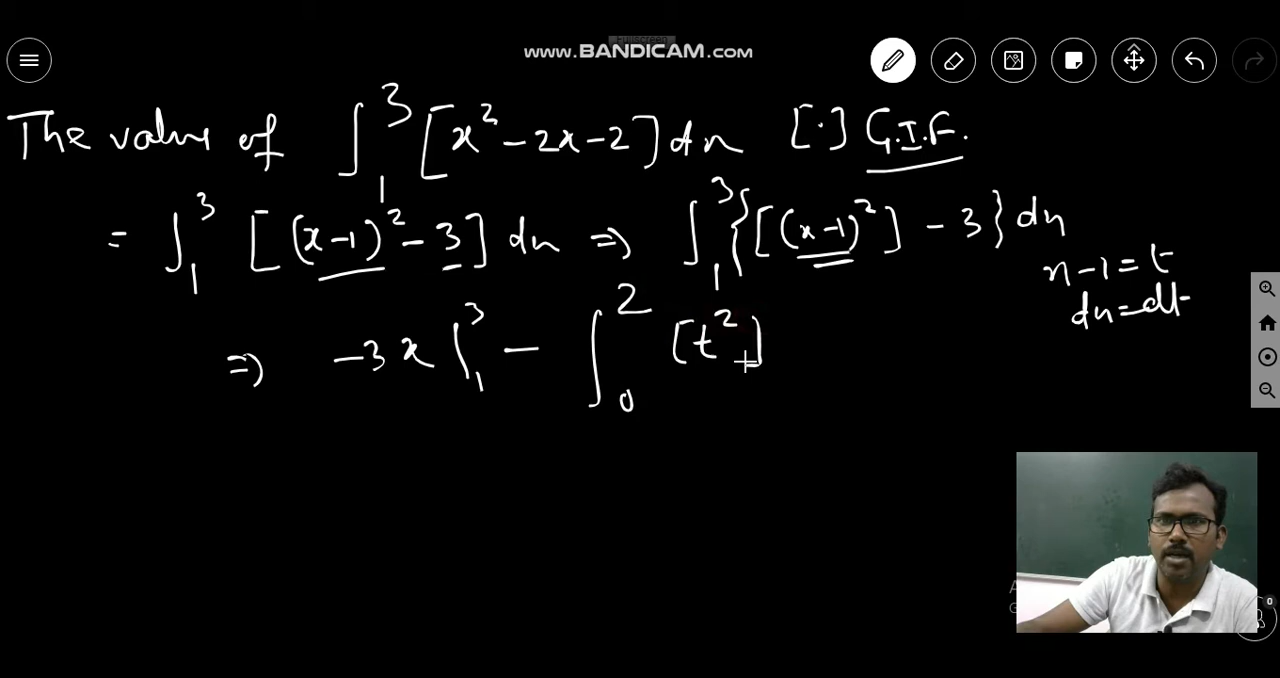 www.BANDICAM.com
The value of ∫₁³ [x² - 2x - 2] dx [·] G.I.F.
= ∫₁³ [(x-1)² - 3] dx ⇒ ∫₁³ {[(x-1)²] - 3} dx
x-1 = t
dx = dt
⇒ -3x |₁³ - ∫₀² [t²]
0